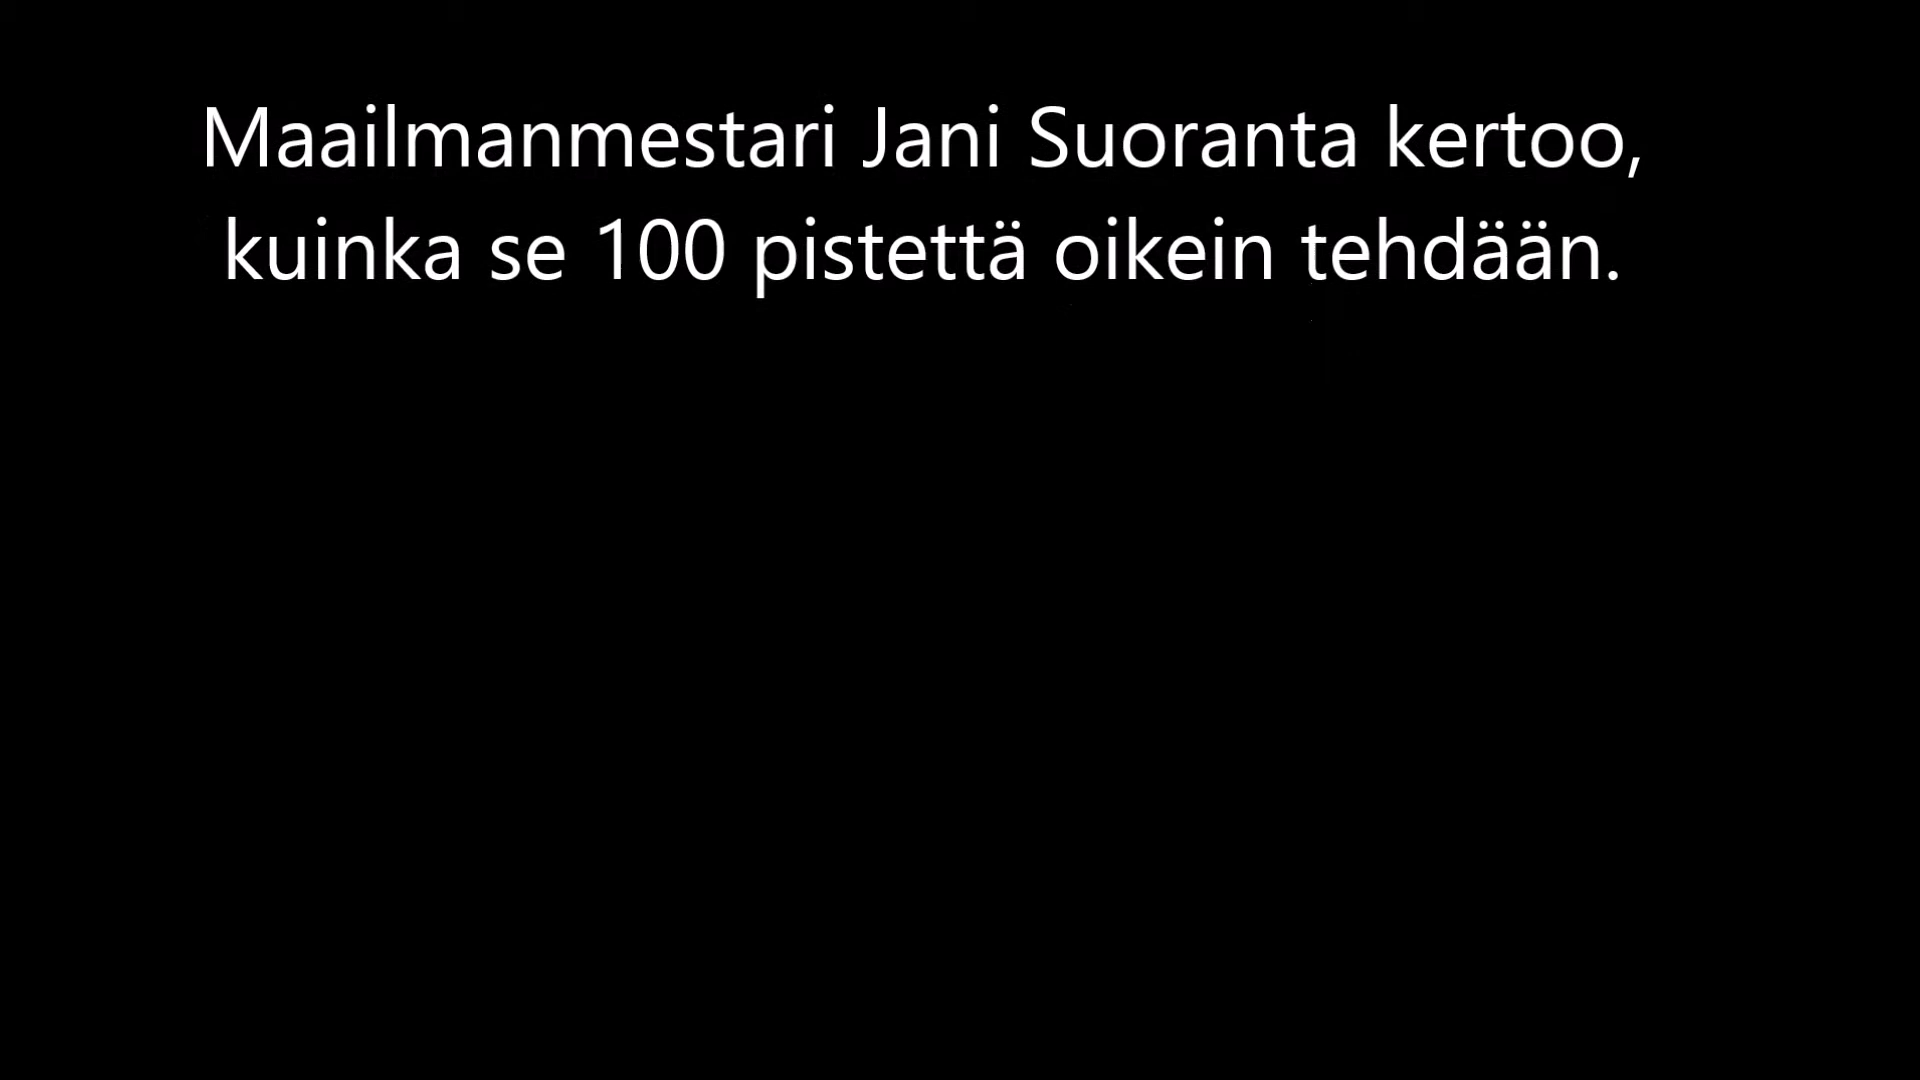 Maailmanmestari Jani Suoranta kertoo,
kuinka se 100 pistettä oikein tehdään.